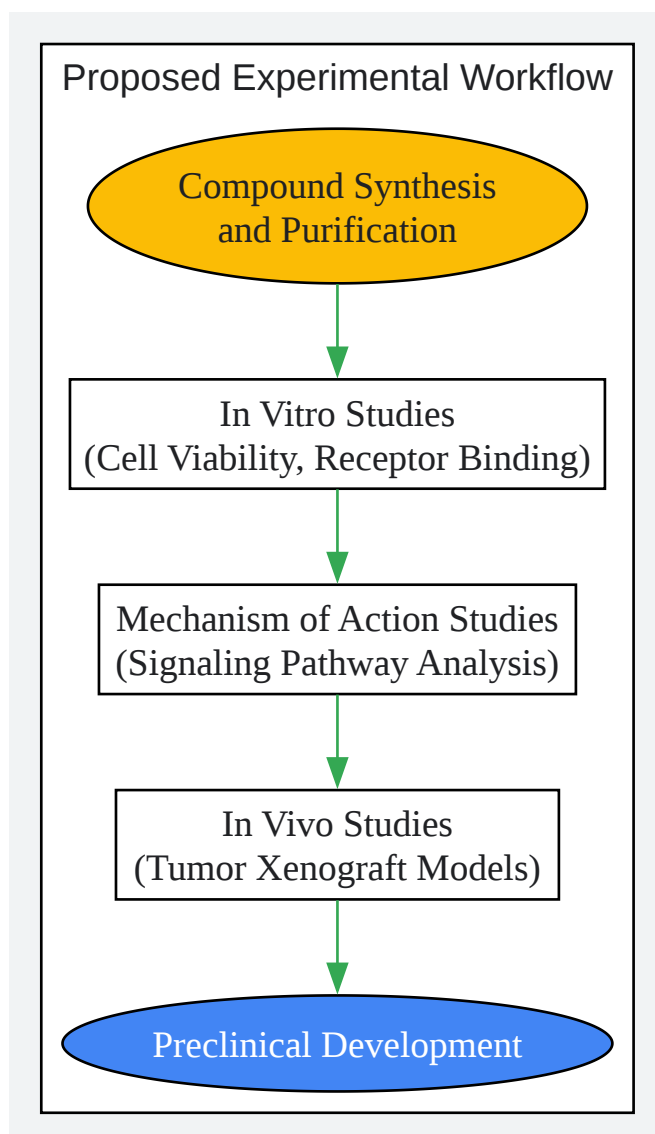 Proposed Experimental Workflow
Compound Synthesis
and Purification
In Vitro Studies
(Cell Viability, Receptor Binding)
Mechanism of Action Studies
(Signaling Pathway Analysis)
In Vivo Studies
(Tumor Xenograft Models)
Preclinical Development